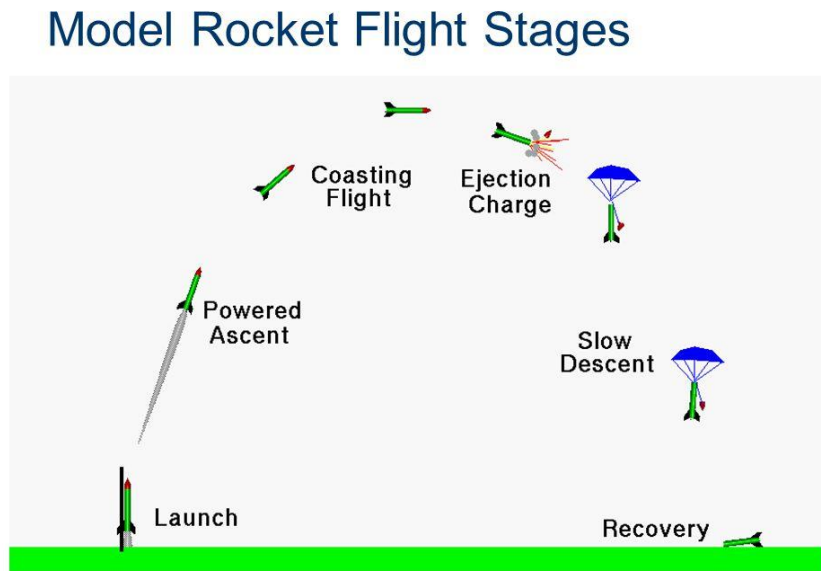 Model Rocket Flight Stages
Coasting
Flight
Ejection
Charge
Powered
Ascent
Slow
Descent
Launch
Recovery